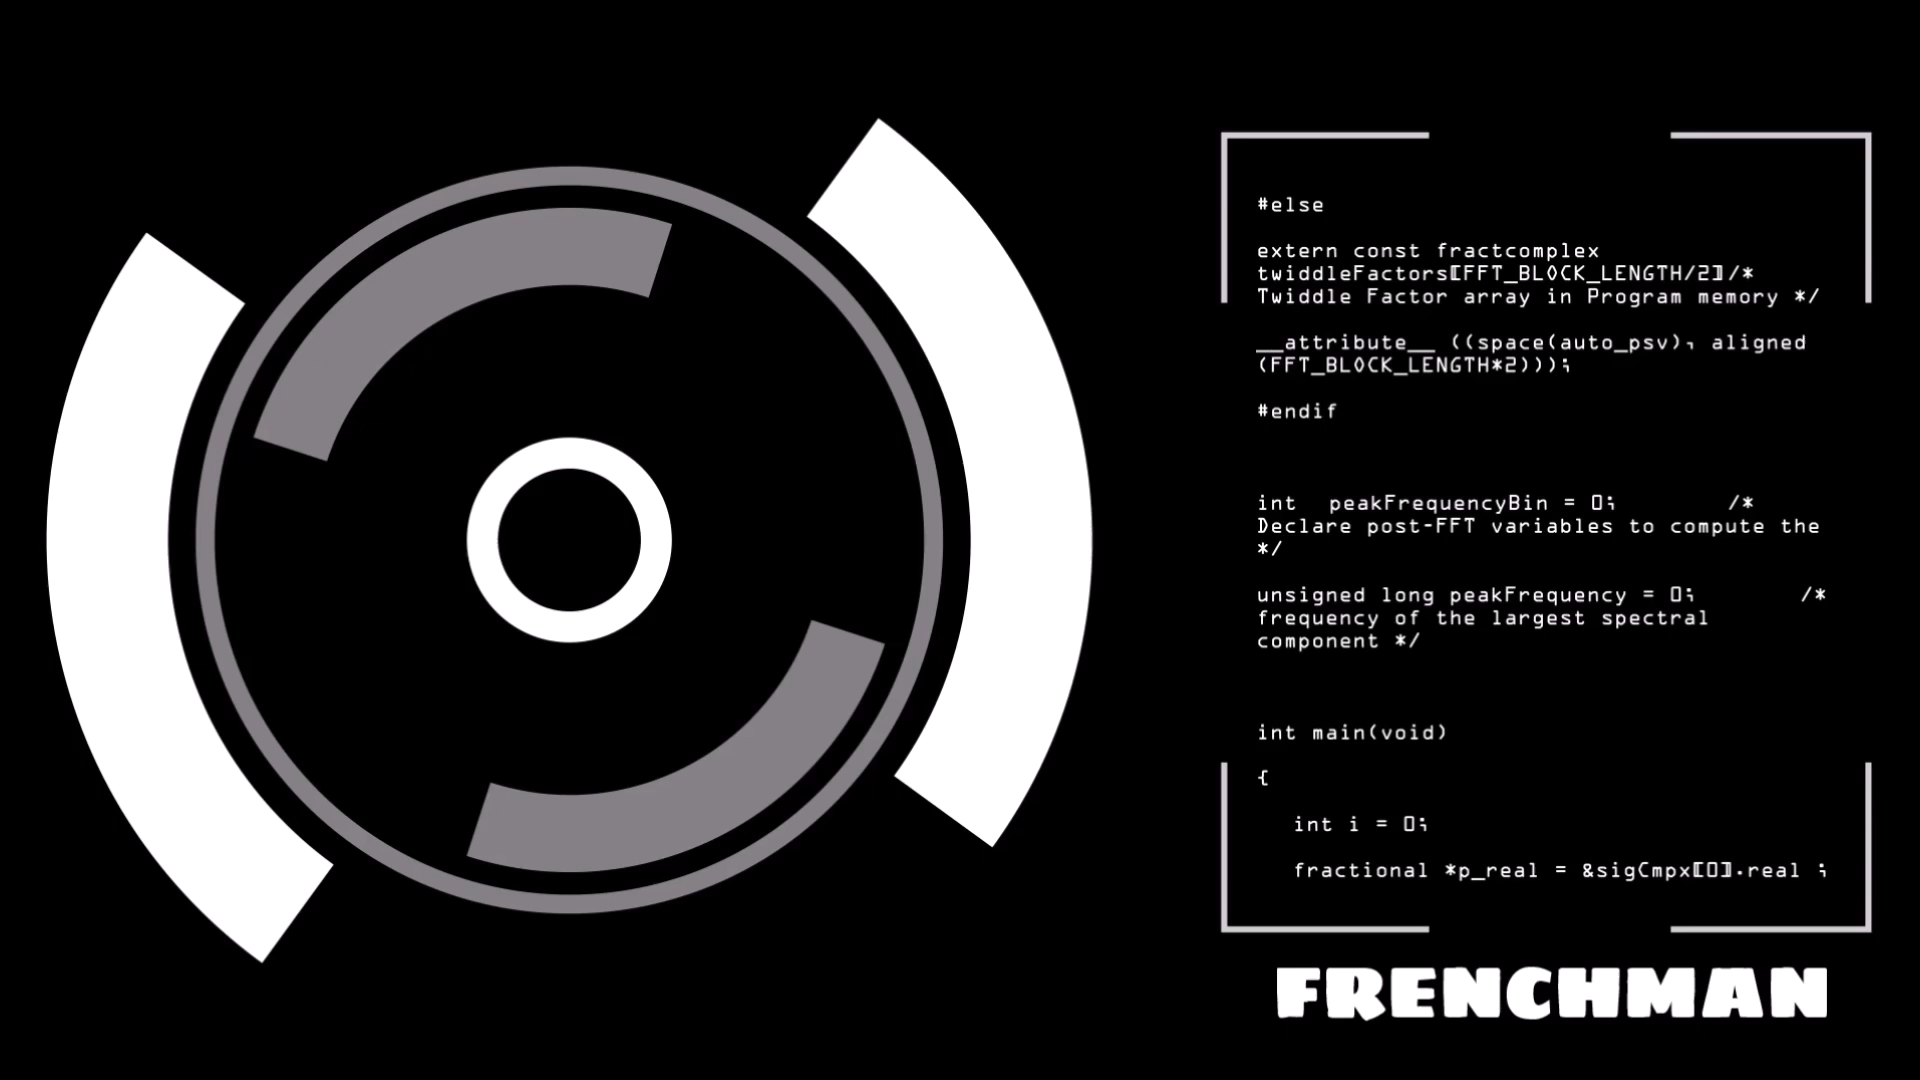 #else
extern const fractcomplex
twiddleFactors[FFT_BLOCK_LENGTH/2]/*
Twiddle Factor array in Program memory */
__attribute__ ((space(auto_psv), aligned
(FFT_BLOCK_LENGTH*2)));
#endif
int peakFrequencyBin = 0; /*
Declare post-FFT variables to compute the
*/
unsigned long peakFrequency = 0; /*
frequency of the largest spectral
component */
int main(void)
{
int i = 0;
fractional *p_real = &sigCmpx[0].real ;
FRENCHMAN